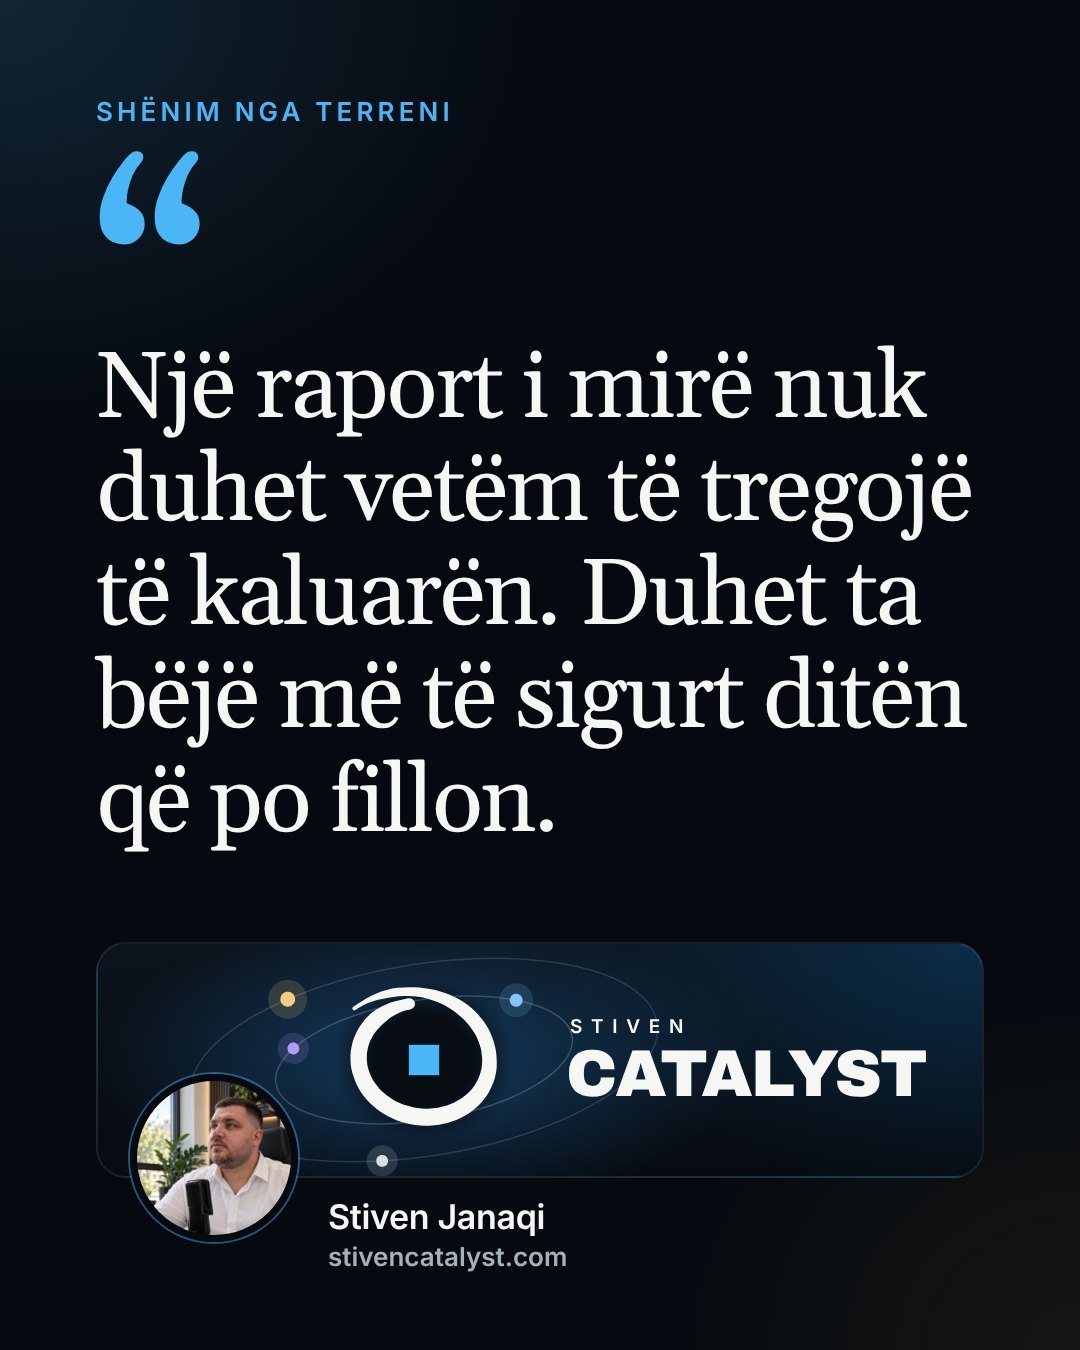 SHËNIM NGA TERRENI
“
Një raport i mirë nuk
duhet vetëm të tregojë
të kaluarën. Duhet ta
bëjë më të sigurt ditën
që po fillon.
STIVEN
CATALYST
Stiven Janaqi
stivencatalyst.com